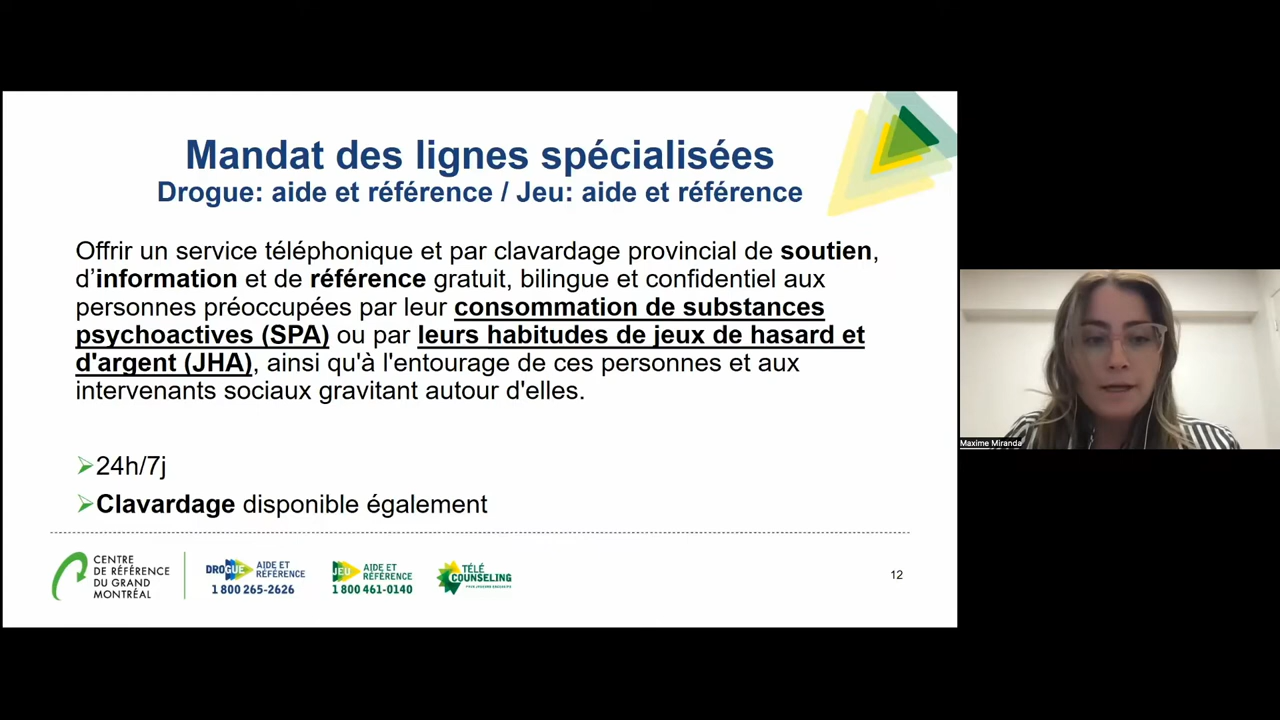 Mandat des lignes spécialisées
Drogue: aide et référence / Jeu: aide et référence
Offrir un service téléphonique et par clavardage provincial de soutien,
d’information et de référence gratuit, bilingue et confidentiel aux
personnes préoccupées par leur consommation de substances
psychoactives (SPA) ou par leurs habitudes de jeux de hasard et
d'argent (JHA), ainsi qu'à l'entourage de ces personnes et aux
intervenants sociaux gravitant autour d'elles.
24h/7j
Clavardage disponible également
CENTRE
DE RÉFÉRENCE
DU GRAND
MONTRÉAL
DROGUE AIDE ET
RÉFÉRENCE
1 800 265-2626
JEU AIDE ET
RÉFÉRENCE
1 800 461-0140
TÉLÉ
COUNSELING
12
Maxime Miranda